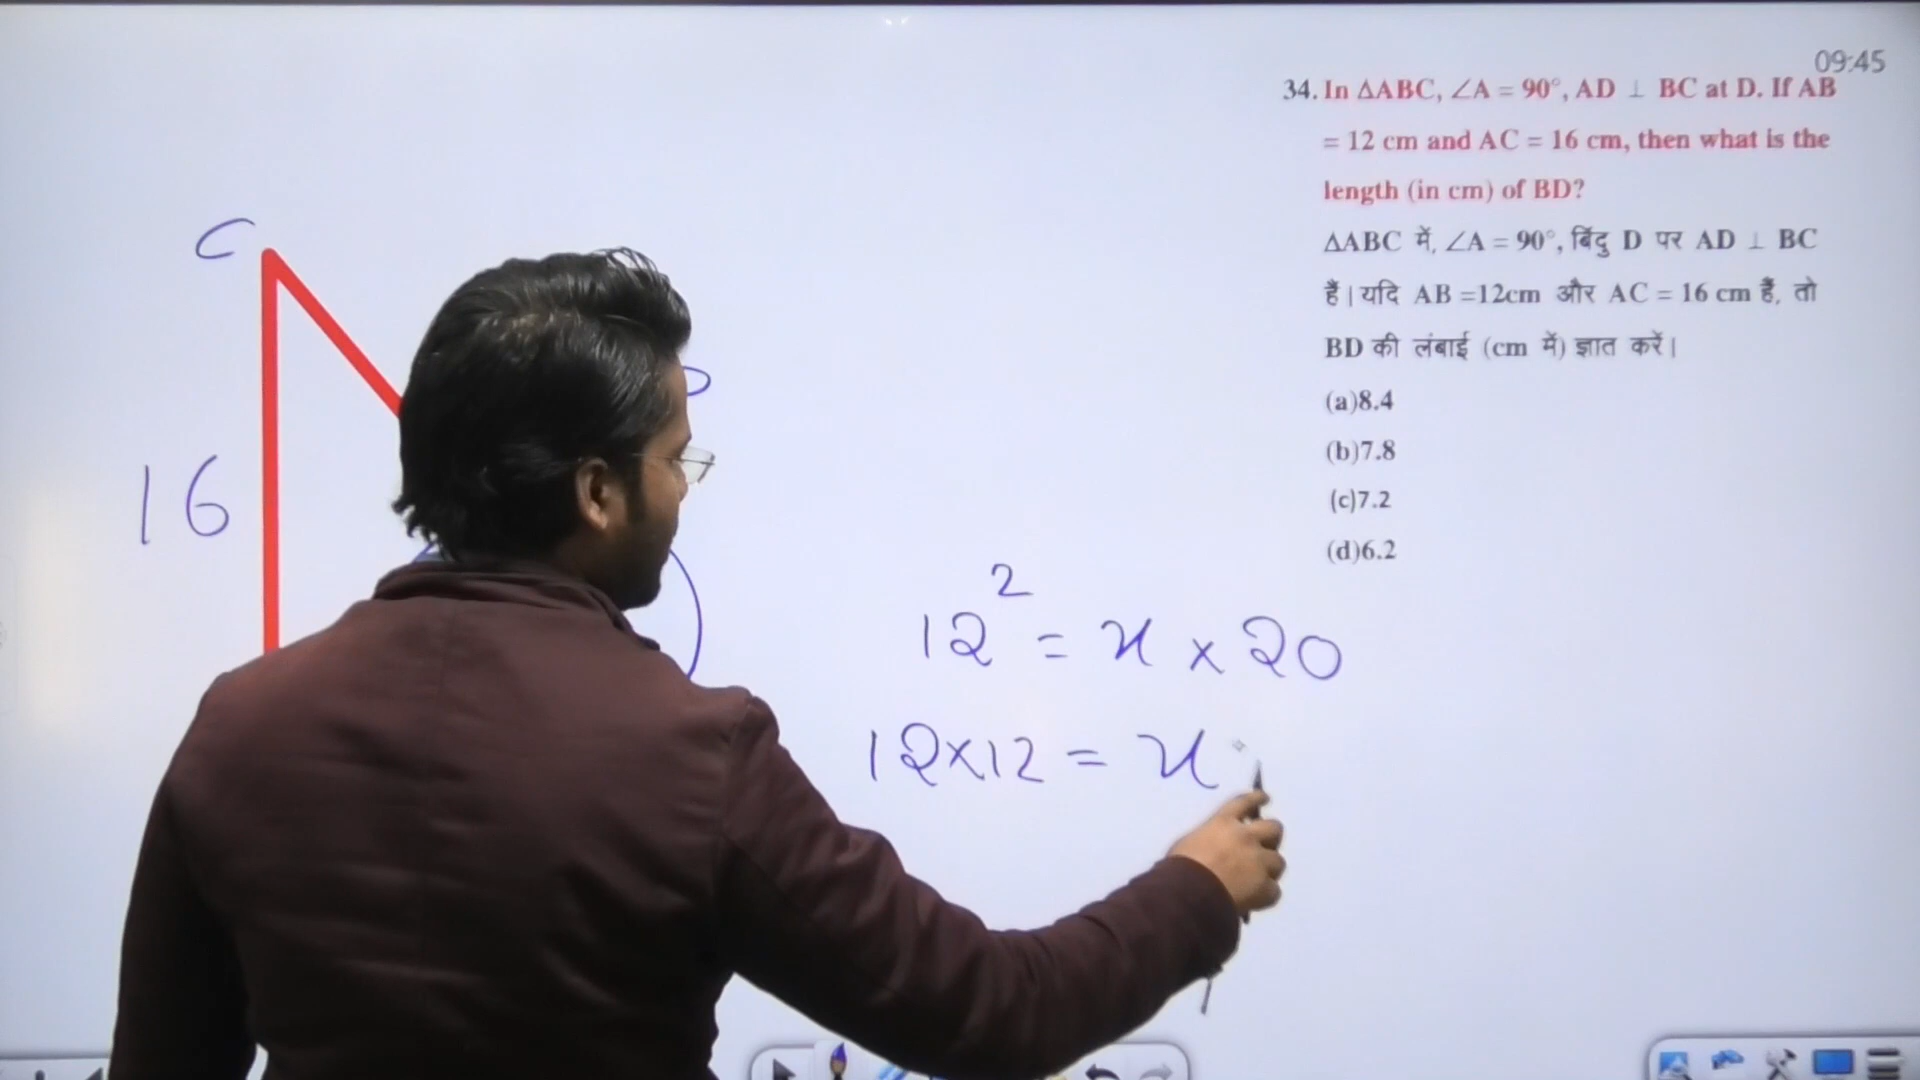 09:45
34. In ΔABC, ∠A = 90°, AD ⊥ BC at D. If AB
= 12 cm and AC = 16 cm, then what is the
length (in cm) of BD?
ΔABC में, ∠A = 90°, बिंदु D पर AD ⊥ BC
हैं। यदि AB =12cm और AC = 16 cm हैं, तो
BD की लंबाई (cm में) ज्ञात करें।
(a)8.4
(b)7.8
(c)7.2
(d)6.2
C
16
12² = x × 20
12×12 = x